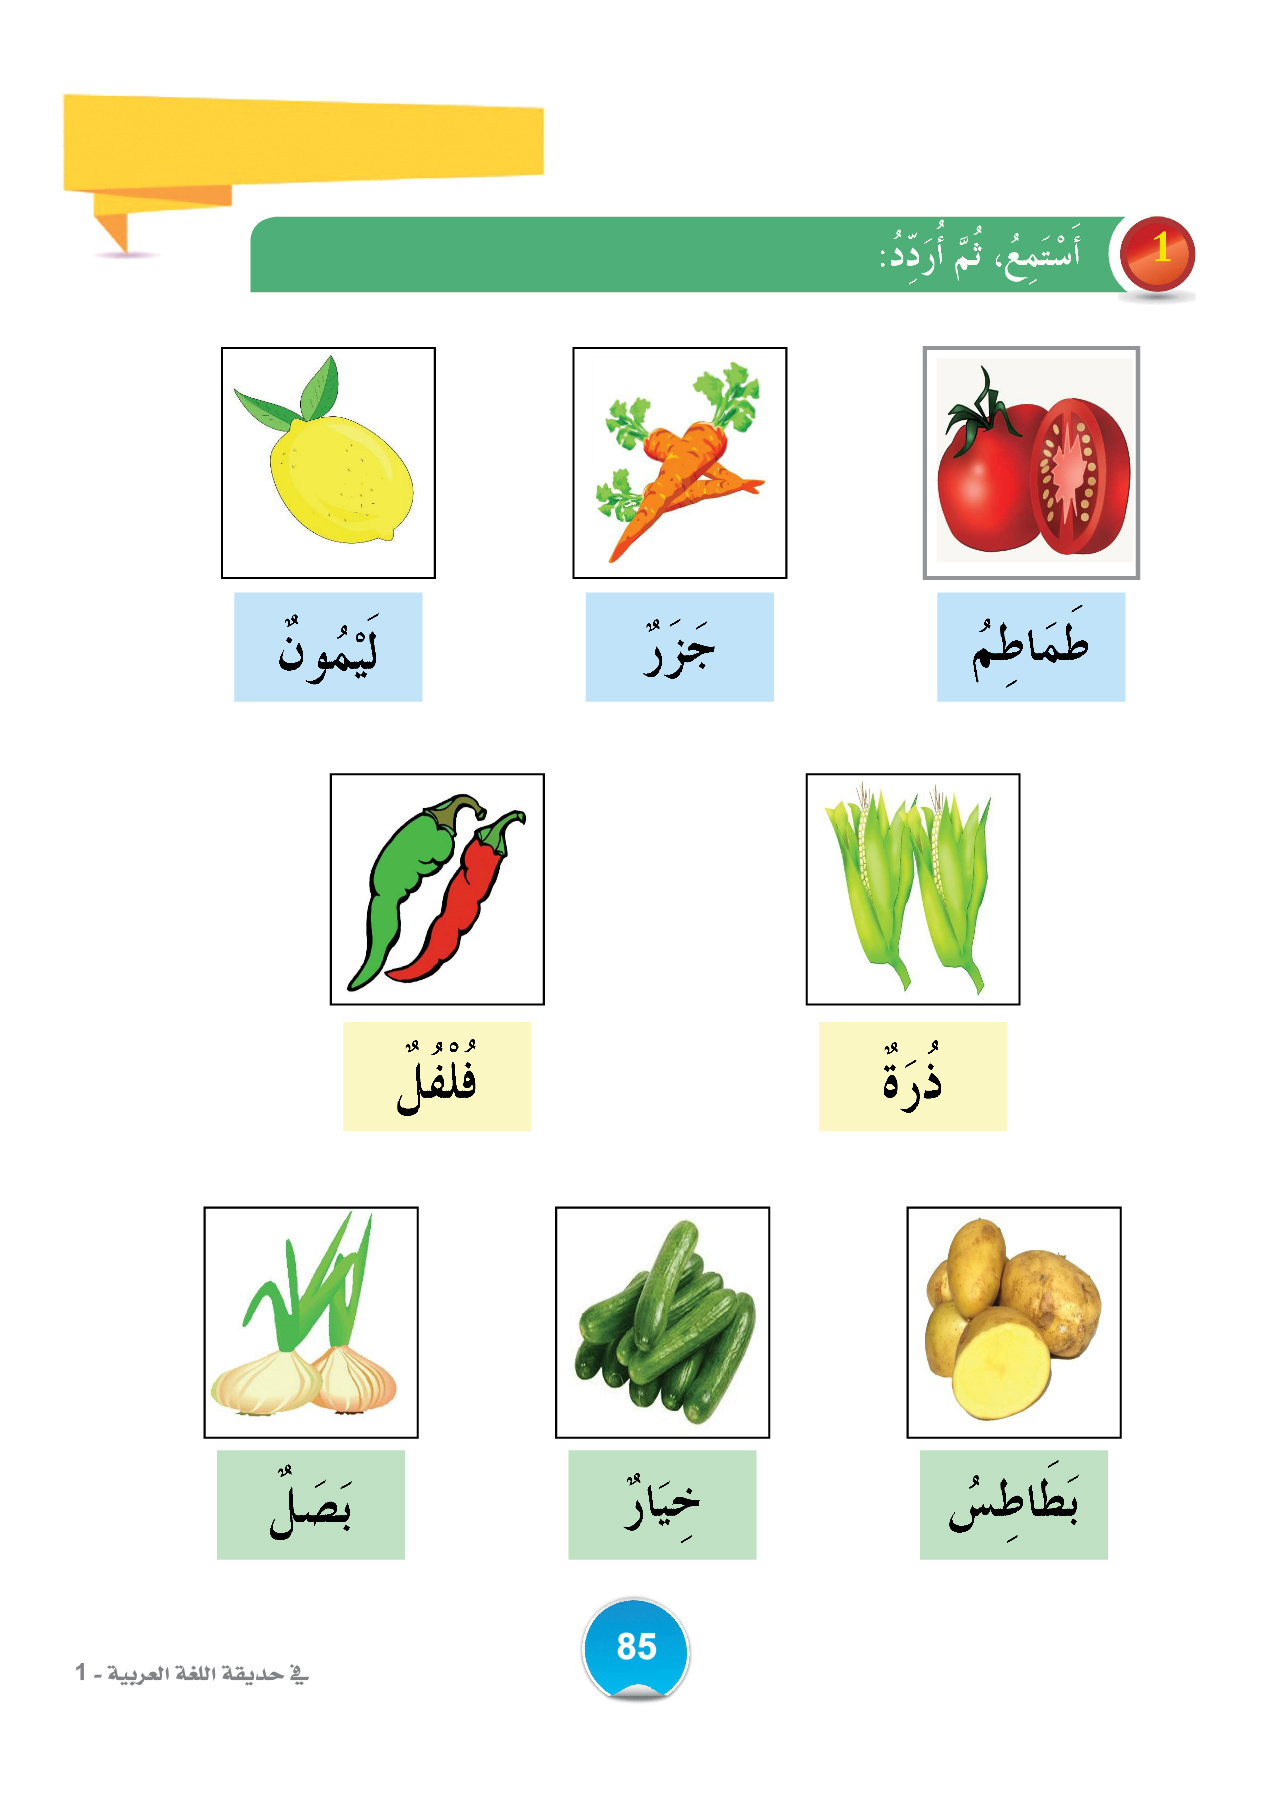 1
أَسْتَمِعُ، ثُمَّ أُرَدِّدُ:
طَمَاطِمُ
جَزَرٌ
لَيْمُونٌ
ذُرَةٌ
فُلْفُلٌ
بَطَاطِسُ
خِيَارٌ
بَصَلٌ
85
في حديقة اللغة العربية - 1